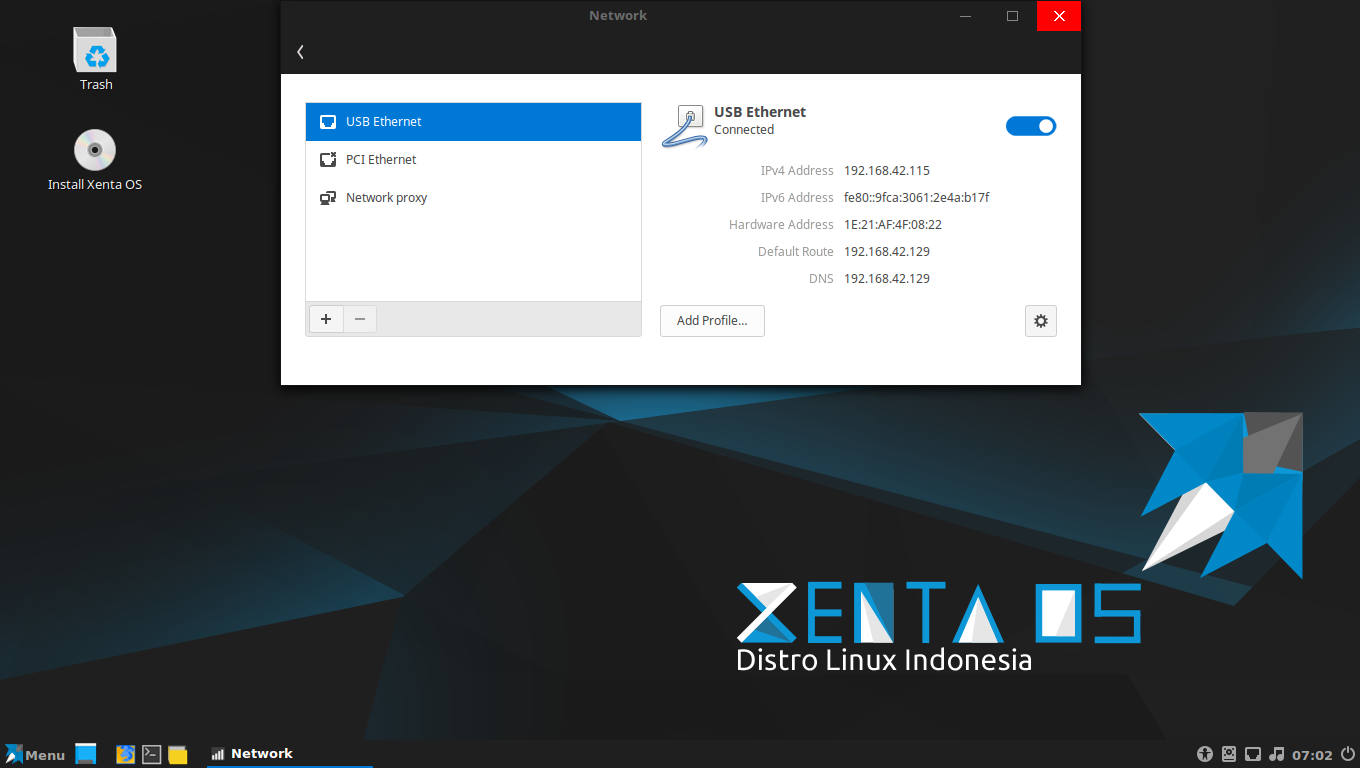 Network
Trash
Install Xenta OS
USB Ethernet
PCI Ethernet
Network proxy
USB Ethernet
Connected
IPv4 Address 192.168.42.115
IPv6 Address fe80::9fca:3061:2e4a:b17f
Hardware Address 1E:21:AF:4F:08:22
Default Route 192.168.42.129
DNS 192.168.42.129
Add Profile...
XENTA OS
Distro Linux Indonesia
Menu
Network
07:02